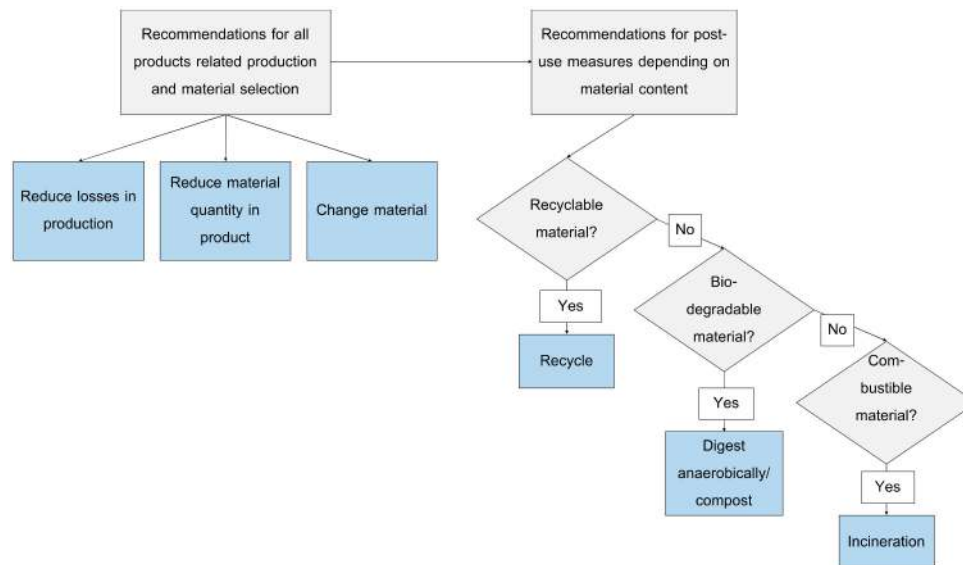 Recommendations for all
products related production
and material selection
Recommendations for post-
use measures depending on
material content
Reduce losses in
production
Reduce material
quantity in
product
Change material
Recyclable
material?
No
Yes
Recycle
Bio-
degradable
material?
No
Yes
Digest
anaerobically/
compost
Com-
bustible
material?
Yes
Incineration